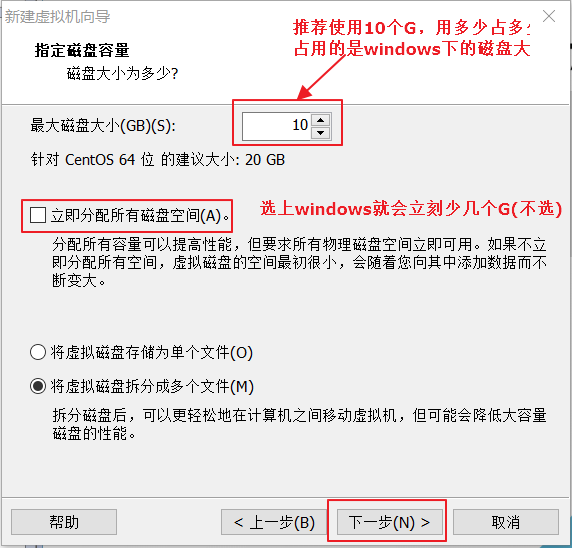 新建虚拟机向导
推荐使用10个G，用多少占多少
占用的是windows下的磁盘大
指定磁盘容量
磁盘大小为多少?
最大磁盘大小(GB)(S):
10
针对 CentOS 64 位 的建议大小: 20 GB
立即分配所有磁盘空间(A)。
选上windows就会立刻少几个G(不选)
分配所有容量可以提高性能，但要求所有物理磁盘空间立即可用。如果不立
即分配所有空间，虚拟磁盘的空间最初很小，会随着您向其中添加数据而不
断变大。
将虚拟磁盘存储为单个文件(O)
将虚拟磁盘拆分成多个文件(M)
拆分磁盘后，可以更轻松地在计算机之间移动虚拟机，但可能会降低大容量
磁盘的性能。
帮助
< 上一步(B)
下一步(N) >
取消